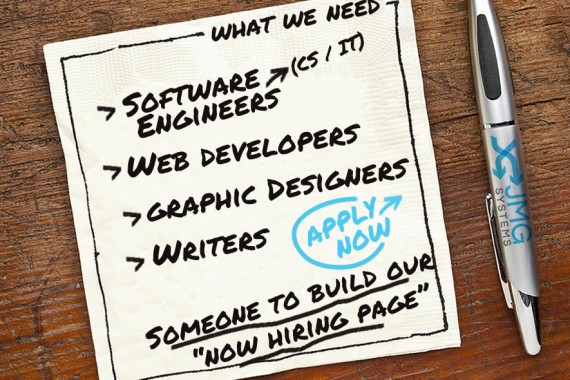 WHAT WE NEED
> SOFTWARE (CS / IT)
ENGINEERS
> WEB DEVELOPERS
> GRAPHIC DESIGNERS
> WRITERS
APPLY
NOW
SOMEONE TO BUILD OUR
"NOW HIRING PAGE"
JMG
SYSTEMS